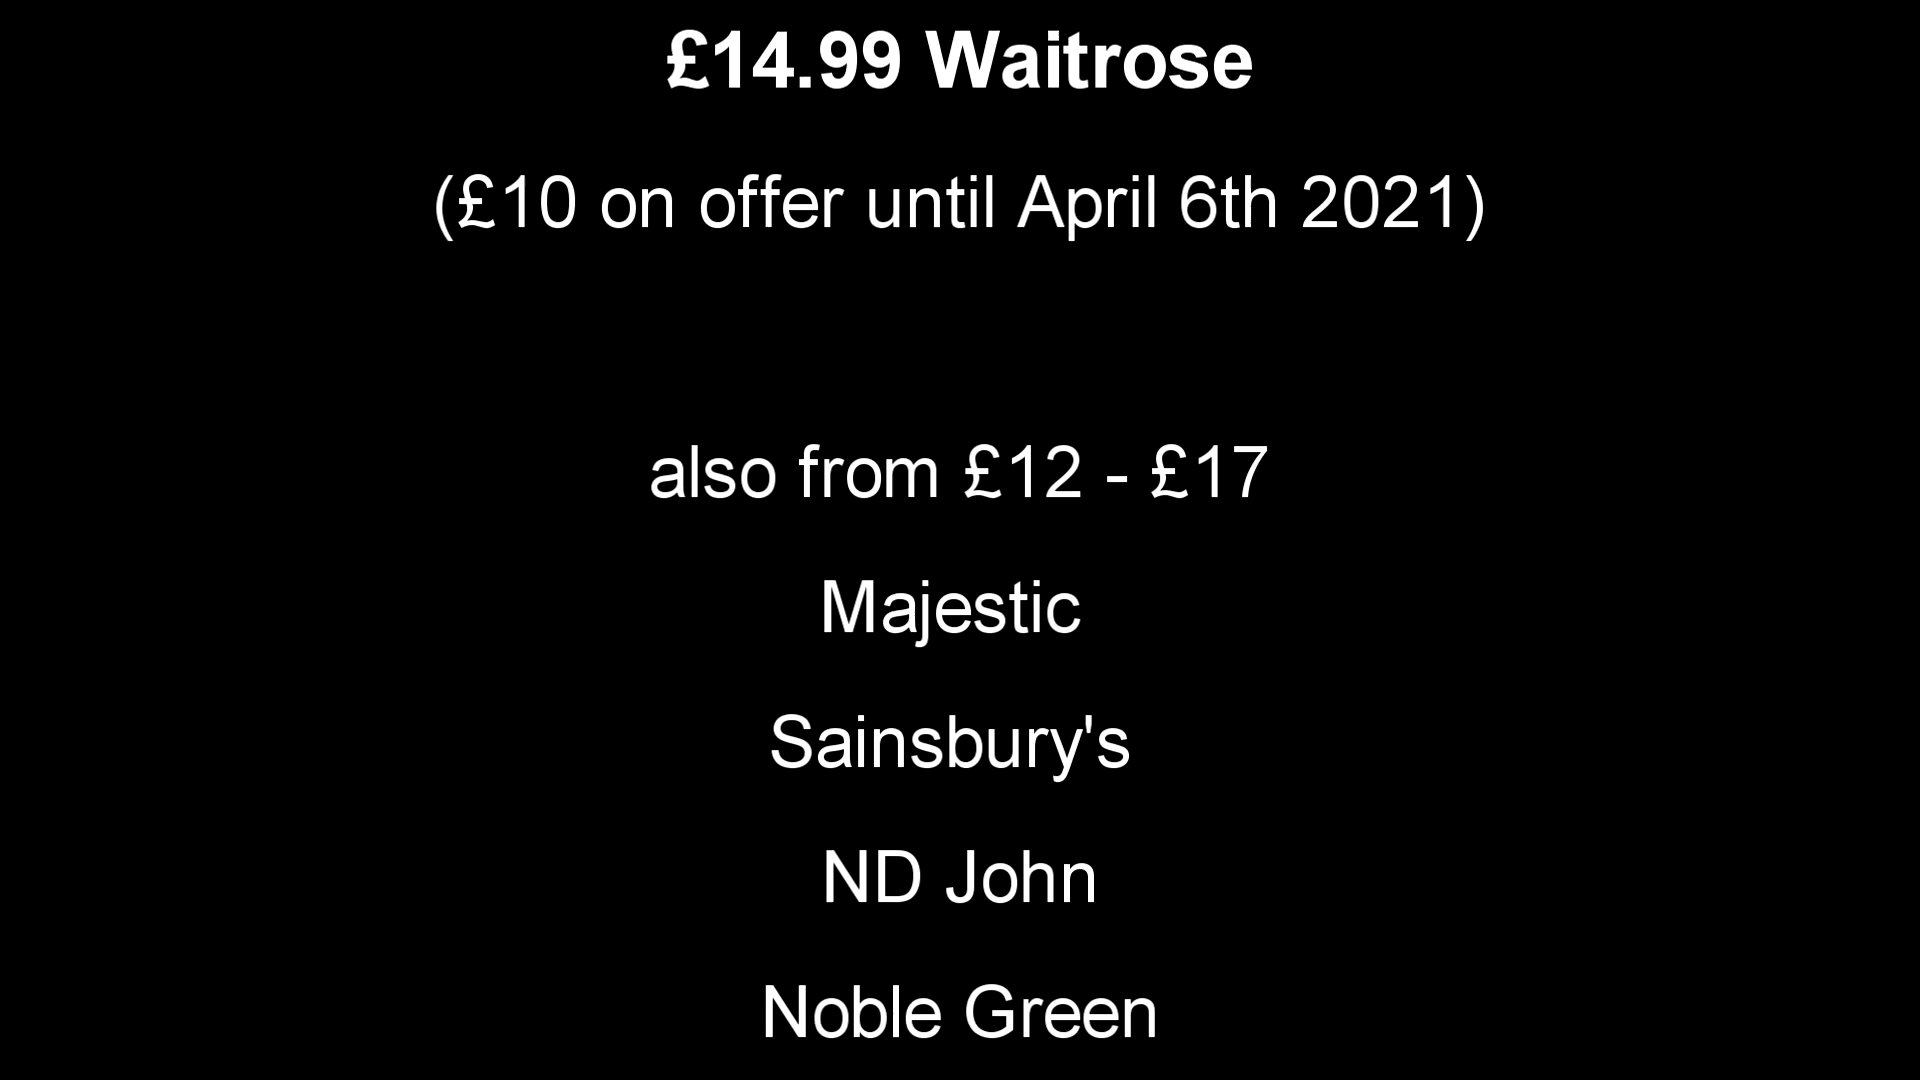 £14.99 Waitrose
(£10 on offer until April 6th 2021)
also from £12 - £17
Majestic
Sainsbury's
ND John
Noble Green